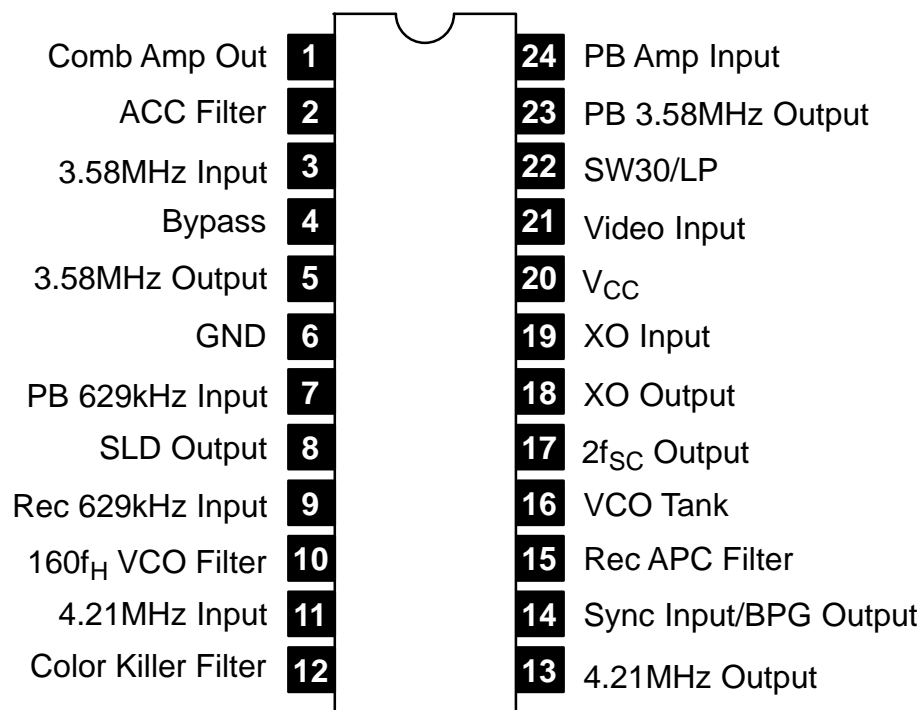 Comb Amp Out 1 24 PB Amp Input
ACC Filter 2 23 PB 3.58MHz Output
3.58MHz Input 3 22 SW30/LP
Bypass 4 21 Video Input
3.58MHz Output 5 20 VCC
GND 6 19 XO Input
PB 629kHz Input 7 18 XO Output
SLD Output 8 17 2fSC Output
Rec 629kHz Input 9 16 VCO Tank
160fH VCO Filter 10 15 Rec APC Filter
4.21MHz Input 11 14 Sync Input/BPG Output
Color Killer Filter 12 13 4.21MHz Output